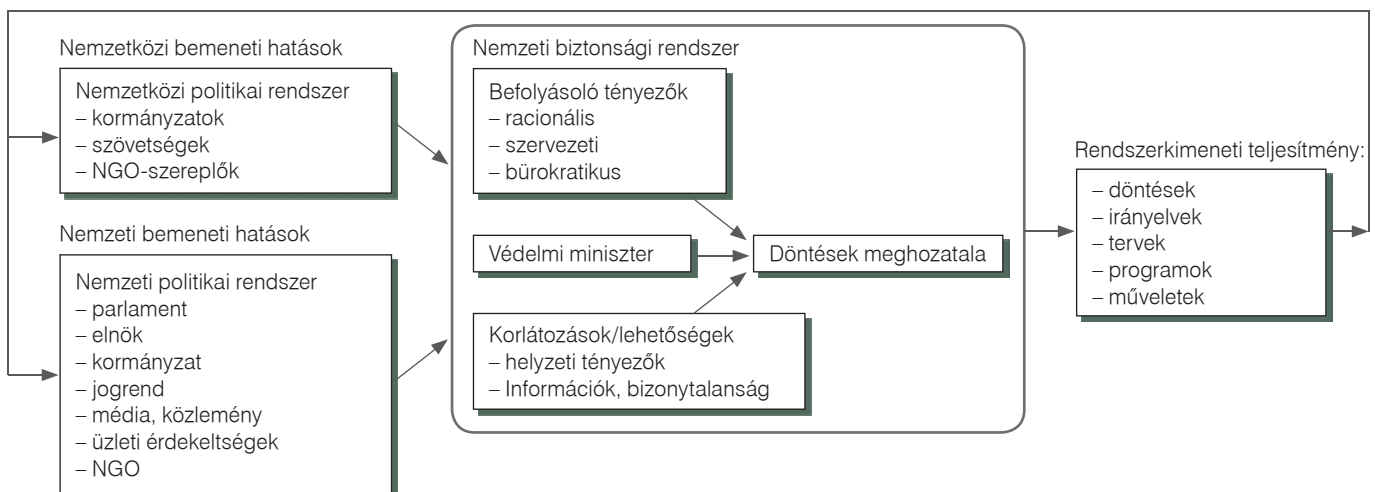 Nemzetközi bemeneti hatások
Nemzetközi politikai rendszer
– kormányzatok
– szövetségek
– NGO-szereplők
Nemzeti bemeneti hatások
Nemzeti politikai rendszer
– parlament
– elnök
– kormányzat
– jogrend
– média, közlemény
– üzleti érdekeltségek
– NGO
Nemzeti biztonsági rendszer
Befolyásoló tényezők
– racionális
– szervezeti
– bürokratikus
Védelmi miniszter
Döntések meghozatala
Korlátozások/lehetőségek
– helyzeti tényezők
– Információk, bizonytalanság
Rendszerkimeneti teljesítmény:
– döntések
– irányelvek
– tervek
– programok
– műveletek